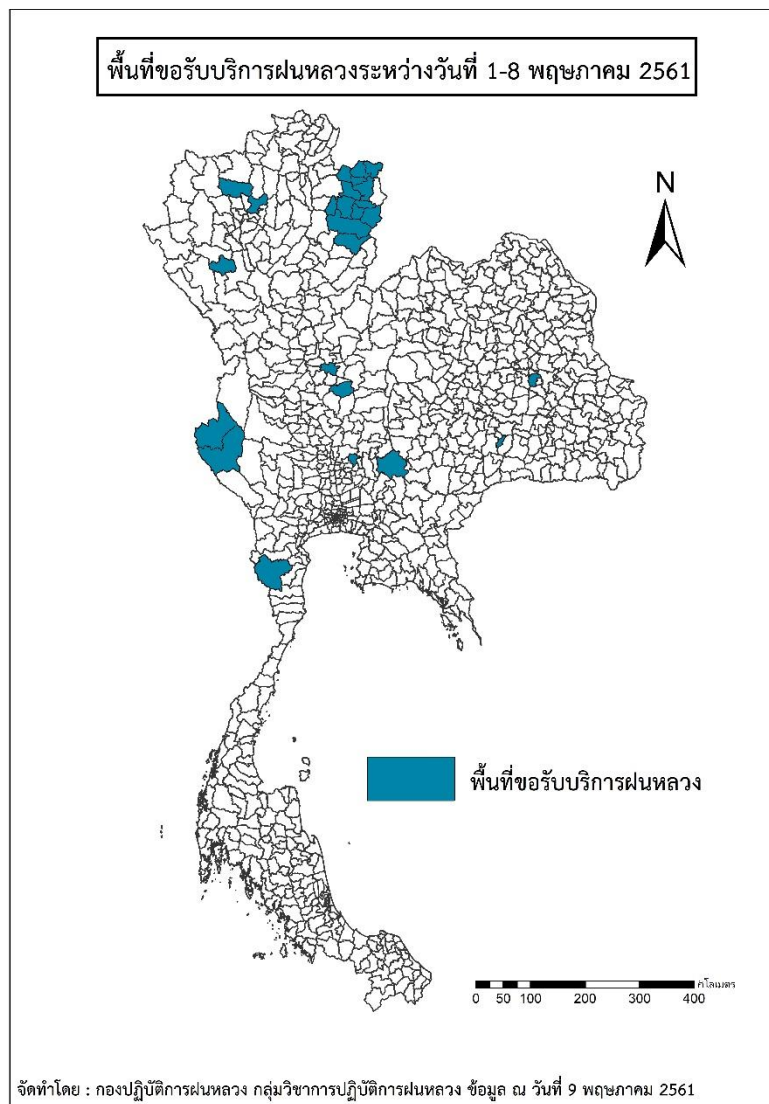 พื้นที่ขอรับบริการฝนหลวงระหว่างวันที่ 1-8 พฤษภาคม 2561
N
พื้นที่ขอรับบริการฝนหลวง
กิโลเมตร
0 50 100 200 300 400
จัดทำโดย : กองปฏิบัติการฝนหลวง กลุ่มวิชาการปฏิบัติการฝนหลวง ข้อมูล ณ วันที่ 9 พฤษภาคม 2561